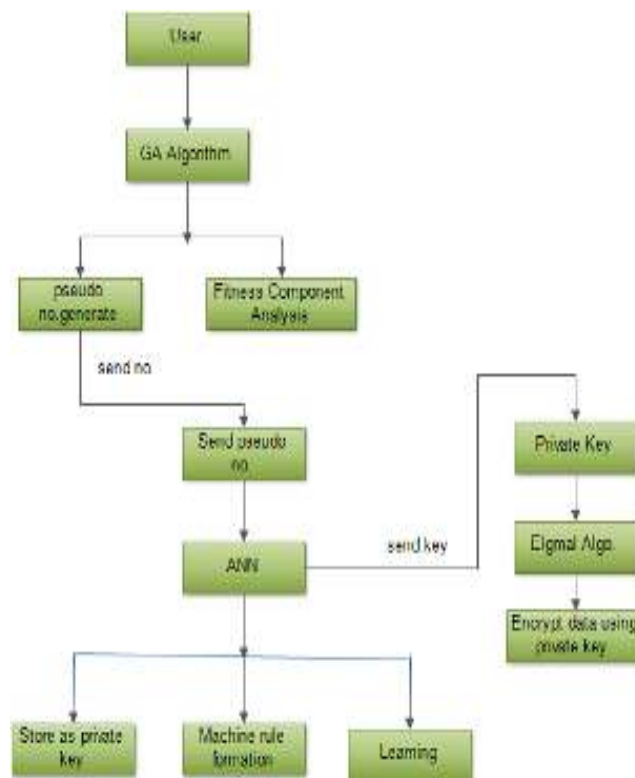 User
GA Algorithm
pseudo
no.generate
Fitness Component
Analysis
send no
Send pseudo
no
Private Key
send key
ANN
Elgmal Algo.
Encrypt data using
private key
Store as private
key
Machine rule
formation
Learning